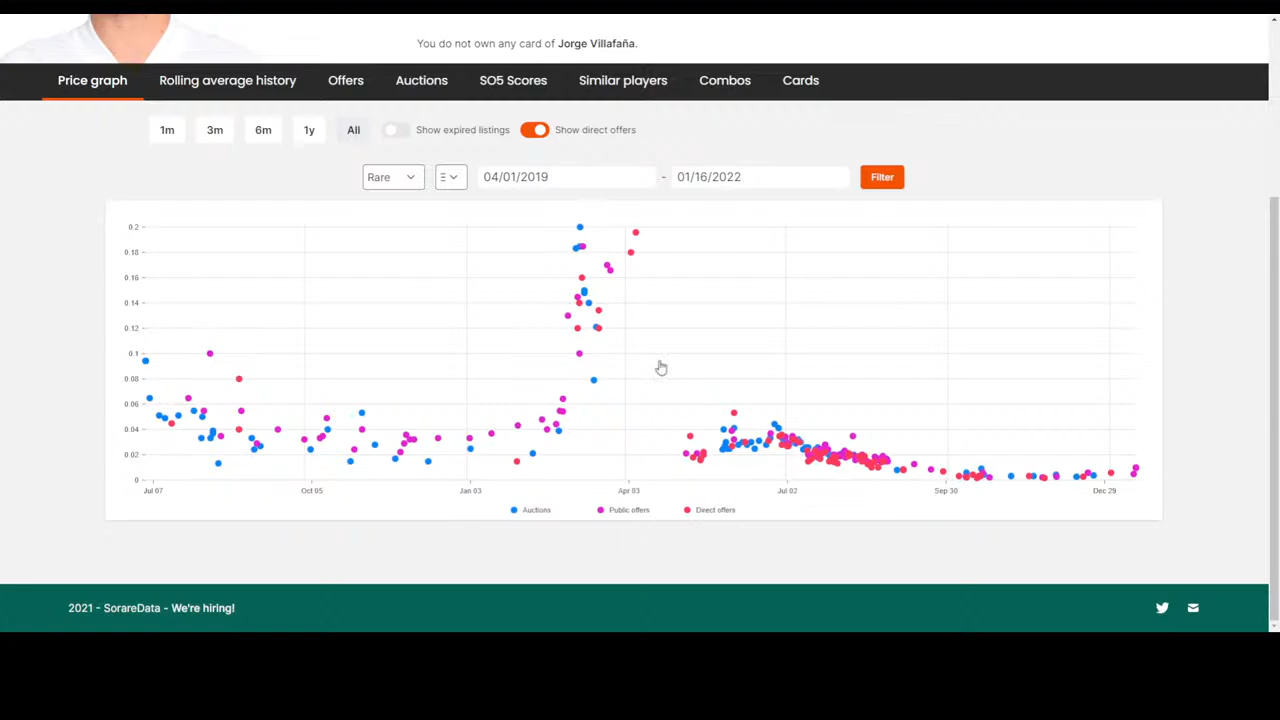 You do not own any card of Jorge Villafaña.
Price graph Rolling average history Offers Auctions SO5 Scores Similar players Combos Cards
1m 3m 6m 1y All Show expired listings Show direct offers
Rare 04/01/2019 - 01/16/2022 Filter
0.2
0.18
0.16
0.14
0.12
0.1
0.08
0.06
0.04
0.02
0
Jul 07 Oct 05 Jan 03 Apr 03 Jul 02 Sep 30 Dec 29
Auctions Public offers Direct offers
2021 - SorareData - We're hiring!